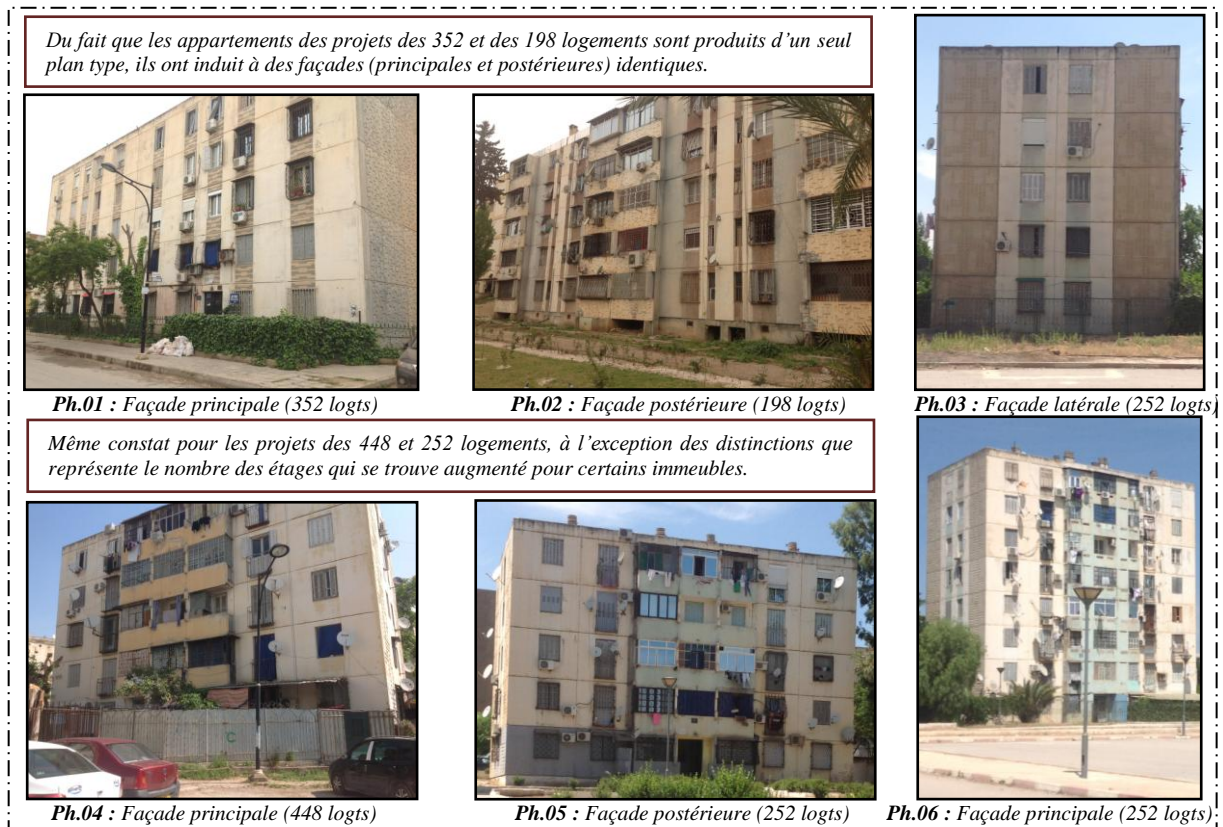 Du fait que les appartements des projets des 352 et des 198 logements sont produits d’un seul
plan type, ils ont induit à des façades (principales et postérieures) identiques.
Ph.01 : Façade principale (352 logts)
Ph.02 : Façade postérieure (198 logts)
Ph.03 : Façade latérale (252 logts)
Même constat pour les projets des 448 et 252 logements, à l’exception des distinctions que
représente le nombre des étages qui se trouve augmenté pour certains immeubles.
Ph.04 : Façade principale (448 logts)
Ph.05 : Façade postérieure (252 logts)
Ph.06 : Façade principale (252 logts)